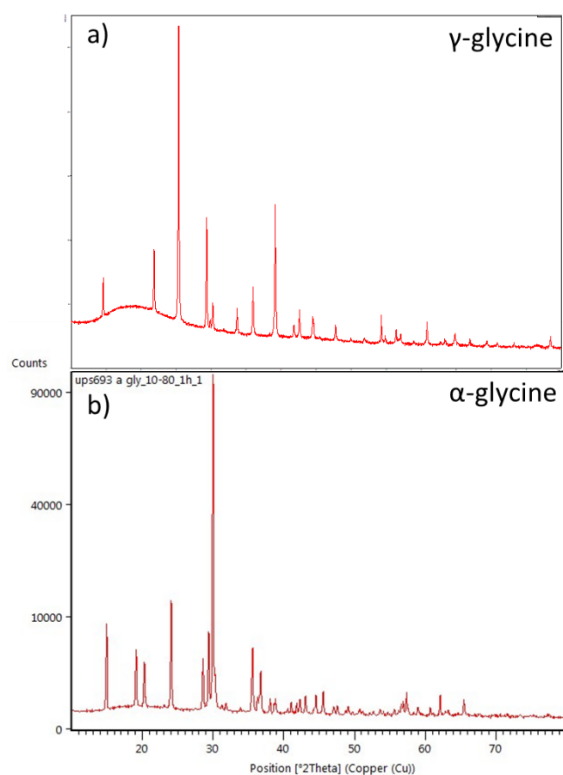 a)
γ-glycine
Counts
ups693 a gly_10-80_1h_1
b)
α-glycine
90000
40000
10000
0
20
30
40
50
60
70
Position [°2Theta] (Copper (Cu))